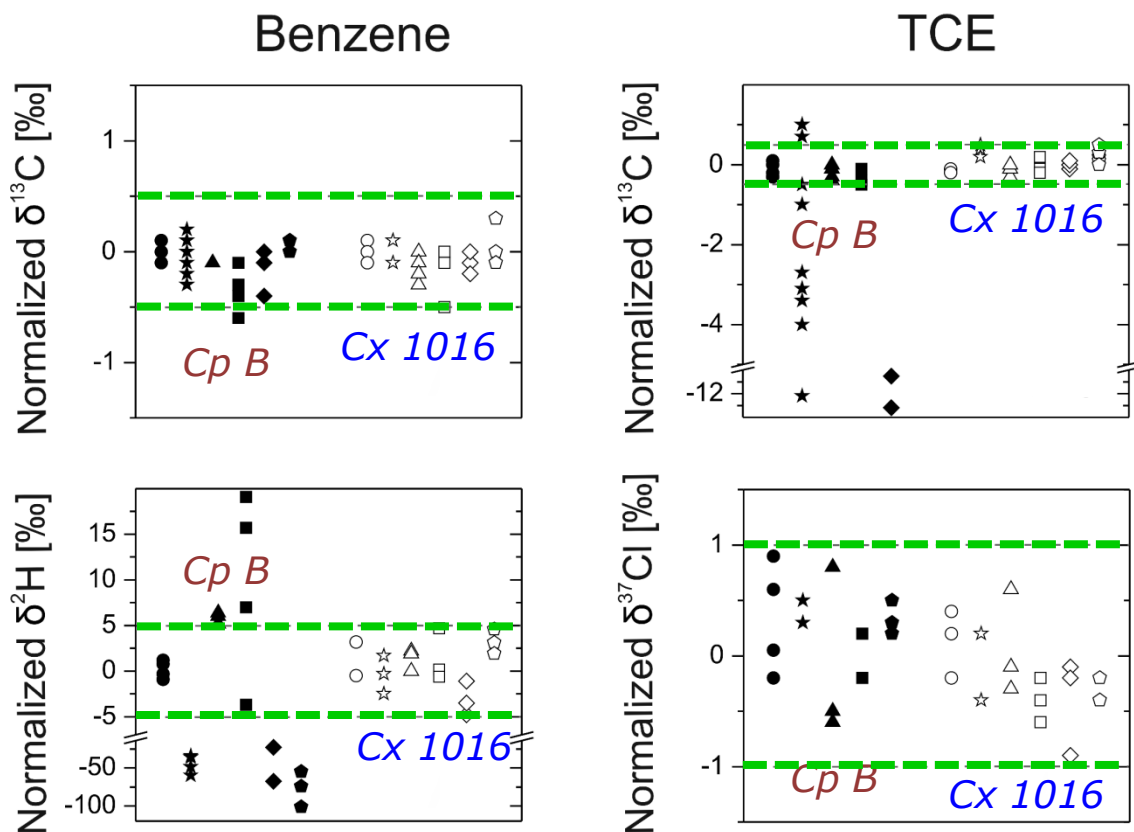 Benzene
TCE
Normalized δ¹³C [‰]
1
0
-1
Cp B
Cx 1016
Normalized δ¹³C [‰]
0
-2
-4
-12
Cp B
Cx 1016
Normalized δ²H [‰]
15
10
5
0
-5
-50
-100
Cp B
Cx 1016
Normalized δ³⁷Cl [‰]
1
0
-1
Cp B
Cx 1016